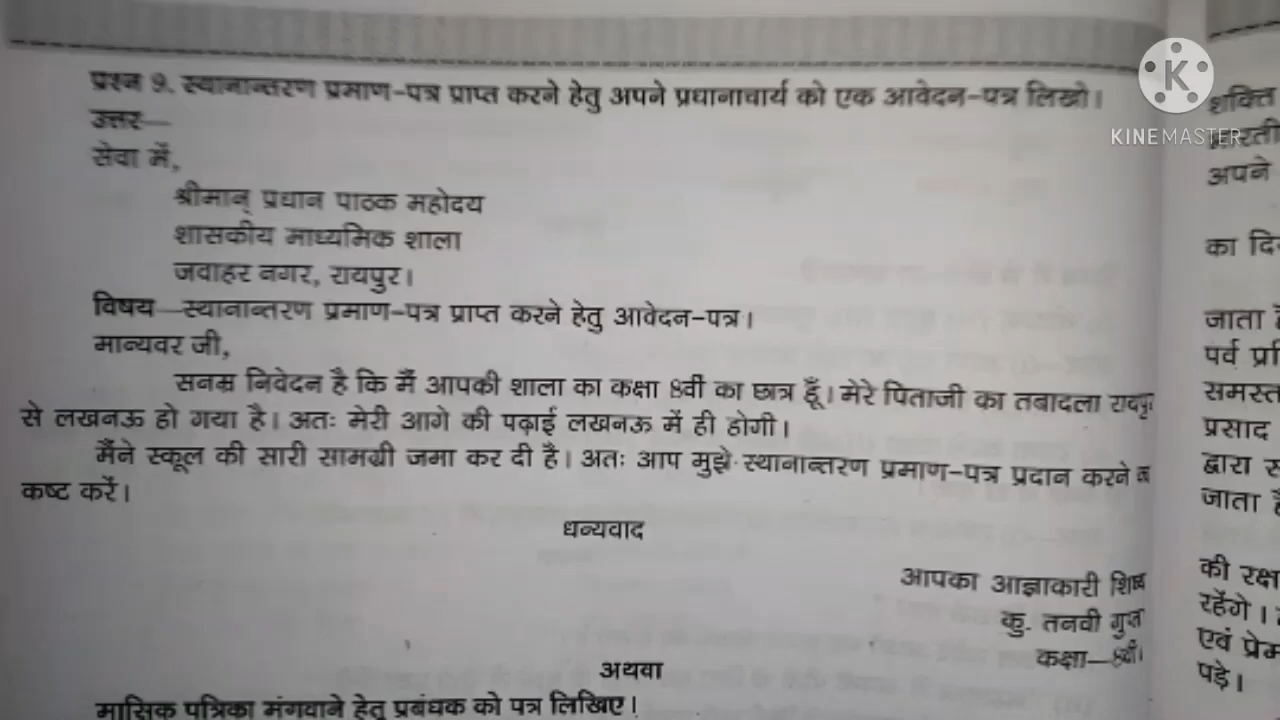 प्रश्न 9. स्थानान्तरण प्रमाण-पत्र प्राप्त करने हेतु अपने प्रधानाचार्य को एक आवेदन-पत्र लिखो।
उत्तर—
सेवा में,
श्रीमान् प्रधान पाठक महोदय
शासकीय माध्यमिक शाला
जवाहर नगर, रायपुर।
विषय—स्थानान्तरण प्रमाण-पत्र प्राप्त करने हेतु आवेदन-पत्र।
मान्यवर जी,
सनम्र निवेदन है कि मैं आपकी शाला का कक्षा 8वीं का छात्र हूँ। मेरे पिताजी का तबादला रायपुर
से लखनऊ हो गया है। अतः मेरी आगे की पढ़ाई लखनऊ में ही होगी।
मैंने स्कूल की सारी सामग्री जमा कर दी है। अतः आप मुझे स्थानान्तरण प्रमाण-पत्र प्रदान करने
कष्ट करें।
धन्यवाद
आपका आज्ञाकारी
कु. तनवी
कक्षा—8वीं।
अथवा
मासिक पत्रिका मंगवाने हेतु प्रबंधक को पत्र लिखिए।
KINEMASTER
शक्ति
अपने
का
जाता
पर्व
समस्त
प्रसाद
द्वारा
जाता
की
रहेंगे।
एवं
पड़े।